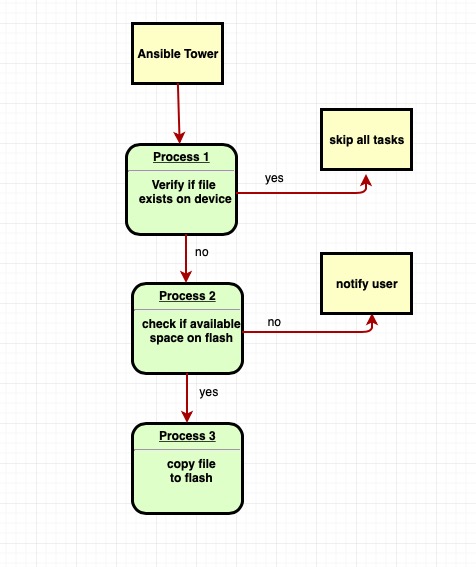 Ansible Tower
Process 1
Verify if file
exists on device
yes
skip all tasks
no
Process 2
check if available
space on flash
no
notify user
yes
Process 3
copy file
to flash